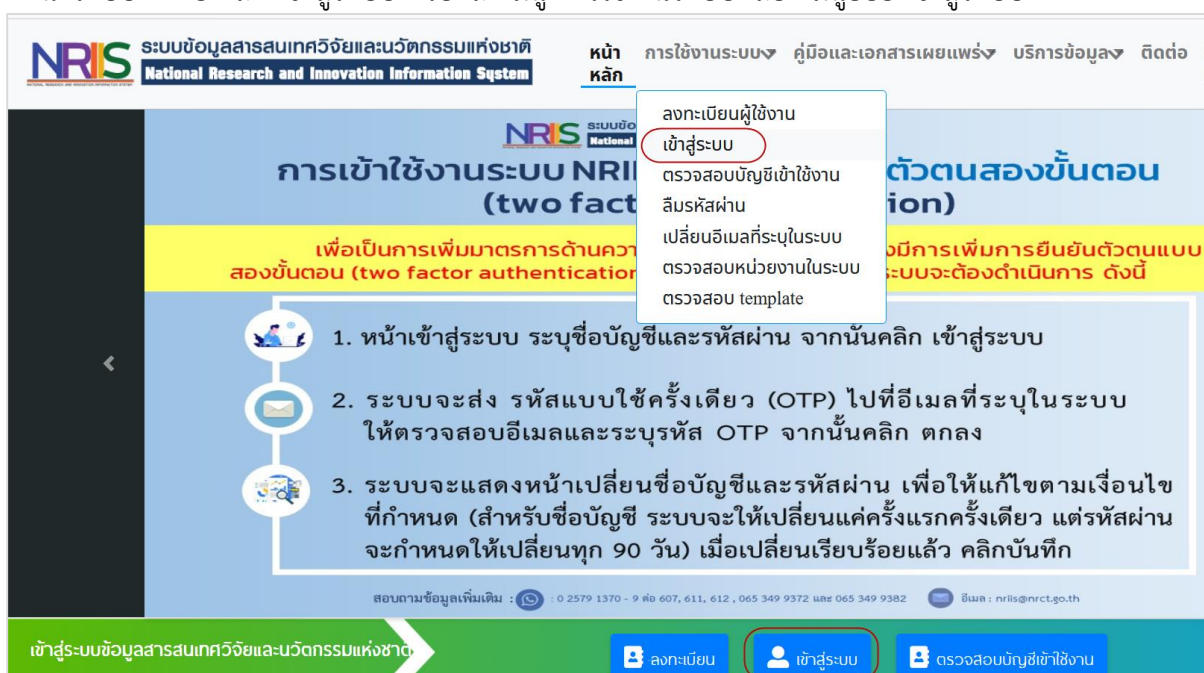 NRIIS ระบบข้อมูลสารสนเทศวิจัยและนวัตกรรมแห่งชาติ
National Research and Innovation Information System
หน้าหลัก การใช้งานระบบ คู่มือและเอกสารเผยแพร่ บริการข้อมูล ติดต่อ
ลงทะเบียนผู้ใช้งาน
เข้าสู่ระบบ
ตรวจสอบบัญชีเข้าใช้งาน
ลืมรหัสผ่าน
เปลี่ยนอีเมลที่ระบุในระบบ
ตรวจสอบหน่วยงานในระบบ
ตรวจสอบ template
NRIIS
National
การเข้าใช้งานระบบ ตัวตนสองขั้นตอน
(two
เพื่อเป็นการเพิ่มมาตรการด้าน มีการเพิ่มการยืนยันตัวตนแบบ
สองขั้นตอน (two factor ระบบจะต้องดำเนินการ ดังนี้
1. หน้าเข้าสู่ระบบ ระบุชื่อบัญชีและรหัสผ่าน จากนั้นคลิก เข้าสู่ระบบ
2. ระบบจะส่ง รหัสแบบใช้ครั้งเดียว (OTP) ไปที่อีเมลที่ระบุในระบบ
ให้ตรวจสอบอีเมลและระบุรหัส OTP จากนั้นคลิก ตกลง
3. ระบบจะแสดงหน้าเปลี่ยนชื่อบัญชีและรหัสผ่าน เพื่อให้แก้ไขตามเงื่อนไข
ที่กำหนด (สำหรับชื่อบัญชี ระบบจะให้เปลี่ยนแค่ครั้งแรกครั้งเดียว แต่รหัสผ่าน
จะกำหนดให้เปลี่ยนทุก 90 วัน) เมื่อเปลี่ยนเรียบร้อยแล้ว คลิกบันทึก
สอบถามข้อมูลเพิ่มเติม : : 0 2579 1370 - 9 ต่อ 607, 611, 612 , 065 349 9372 และ 065 349 9382 อีเมล : nriis@nrct.go.th
เข้าสู่ระบบข้อมูลสารสนเทศวิจัยและนวัตกรรมแห่งชาติ
ลงทะเบียน เข้าสู่ระบบ ตรวจสอบบัญชีเข้าใช้งาน